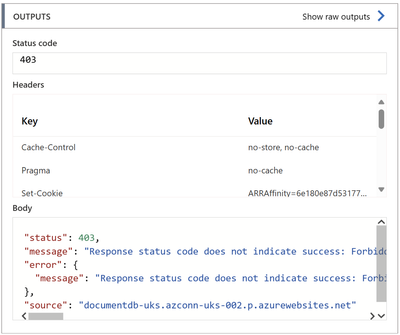 OUTPUTS Show raw outputs
Status code
403
Headers
Key Value
Cache-Control no-store, no-cache
Pragma no-cache
Set-Cookie ARRAffinity=6e180e87d53177...
Body
"status": 403,
"message": "Response status code does not indicate success: Forbid
"error": {
"message": "Response status code does not indicate success: Forb
},
"source": "documentdb-uks.azconn-uks-002.p.azurewebsites.net"